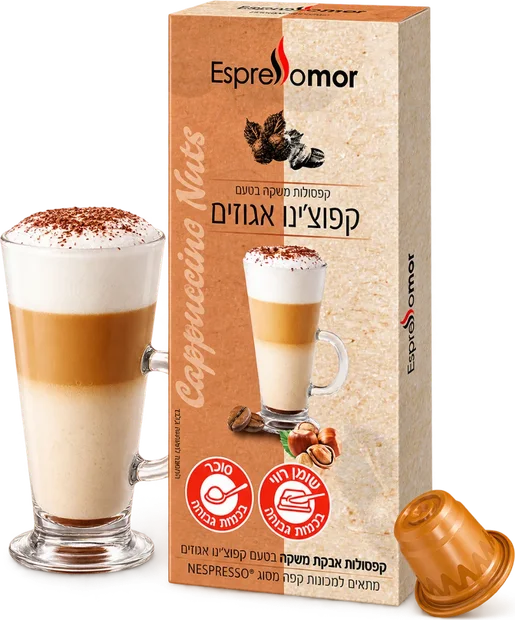 Espressomor
קפסולות משקה בטעם
קפוצ'ינו אגוזים
Cappuccino Nuts
Espressomor
סוכר
בכמות גבוהה
שומן רווי
בכמות גבוהה
קפסולות אבקת משקה בטעם קפוצ'ינו אגוזים
מתאים למכונות קפה מסוג NESPRESSO®